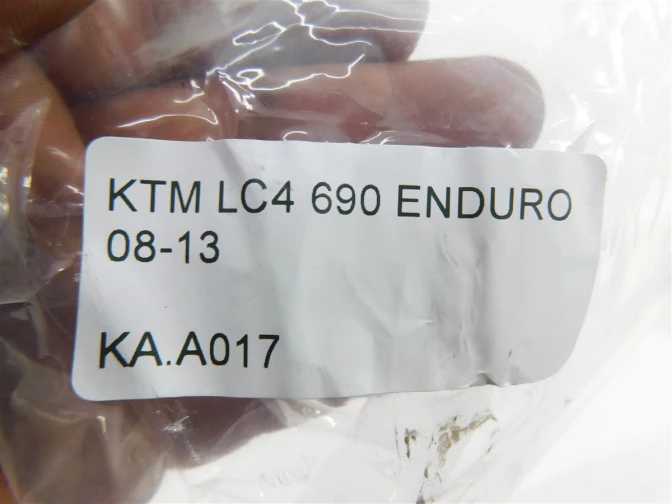 KTM LC4 690 ENDURO
08-13
KA.A017